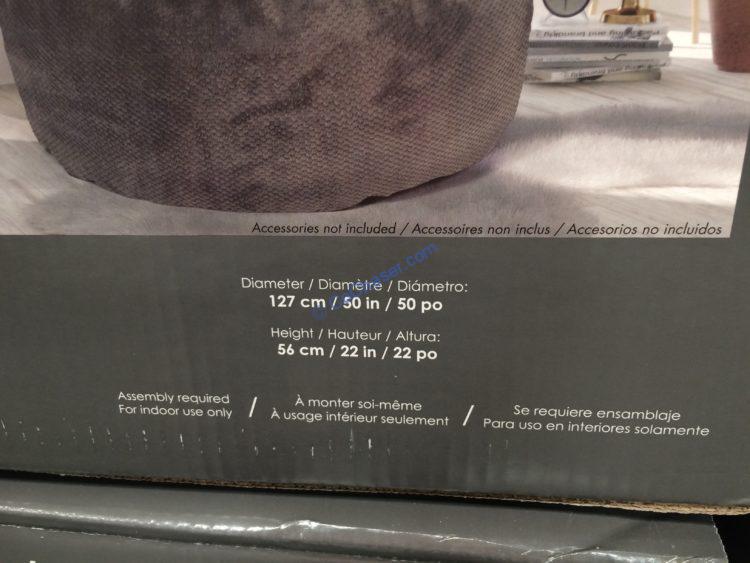 Accessories not included / Accessoires non inclus / Accesorios no incluidos
Diameter / Diamètre / Diámetro:
127 cm / 50 in / 50 po
Height / Hauteur / Altura:
56 cm / 22 in / 22 po
Assembly required
For indoor use only
/
À monter soi-même
À usage intérieur seulement
/
Se requiere ensamblaje
Para uso en interiores solamente